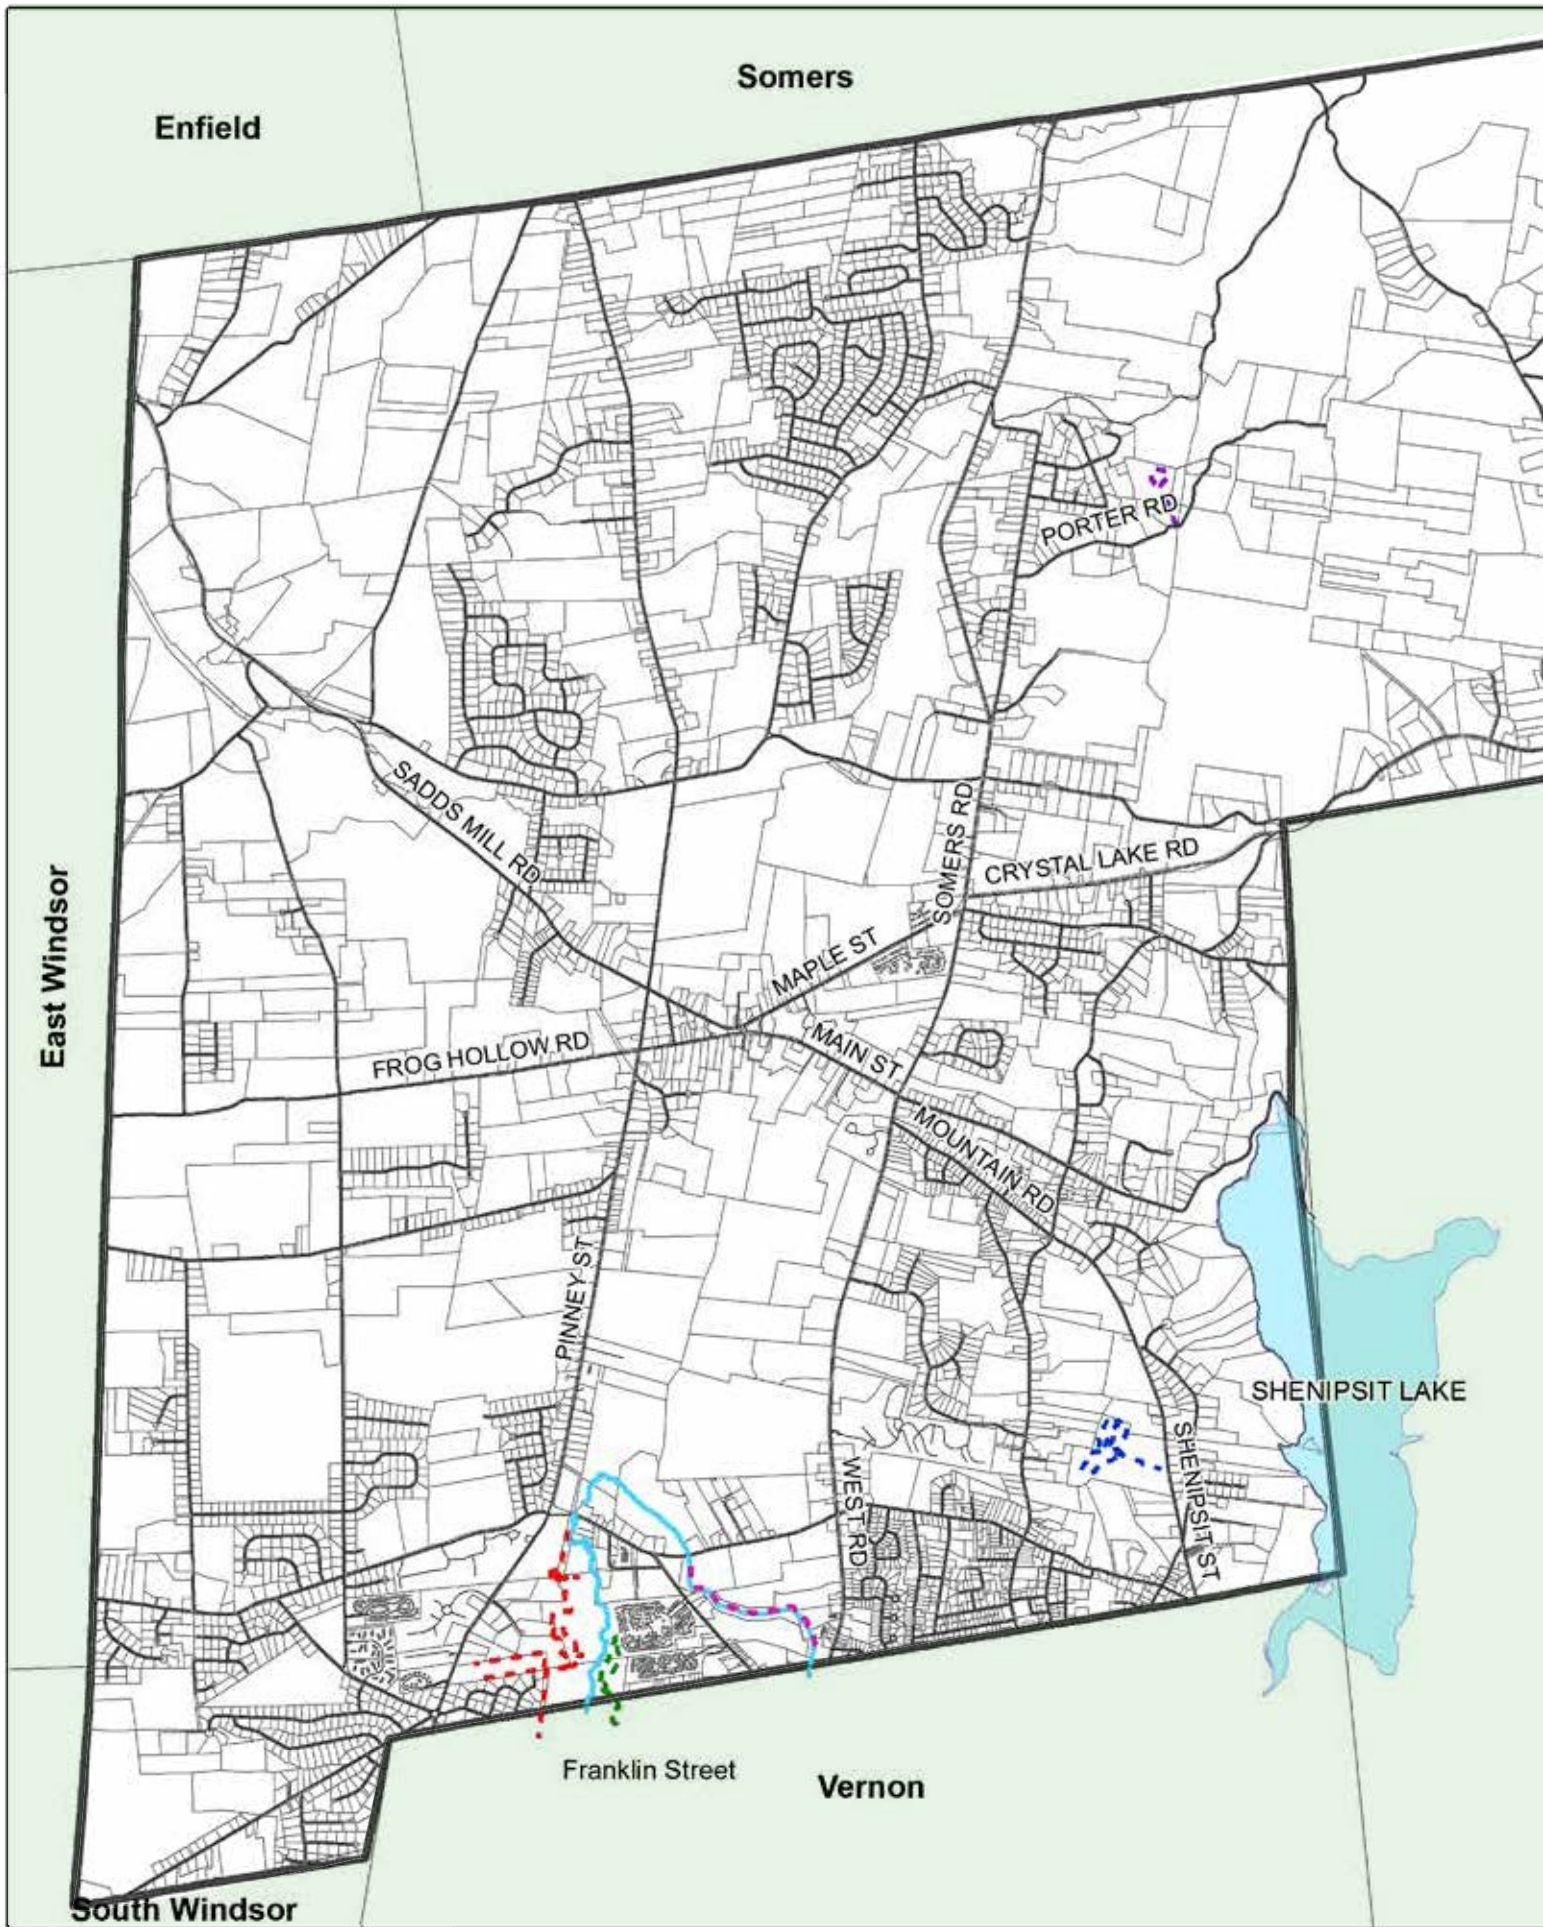 Somers
Enfield
PORTER RD
SADDS MILL RD
SOMERS RD
CRYSTAL LAKE RD
East Windsor
MAPLE ST
FROG HOLLOW RD
MAIN ST
MOUNTAIN RD
PINNEY ST
SHENIPSIT LAKE
WEST RD
SHENIPSIT ST
Franklin Street
Vernon
South Windsor